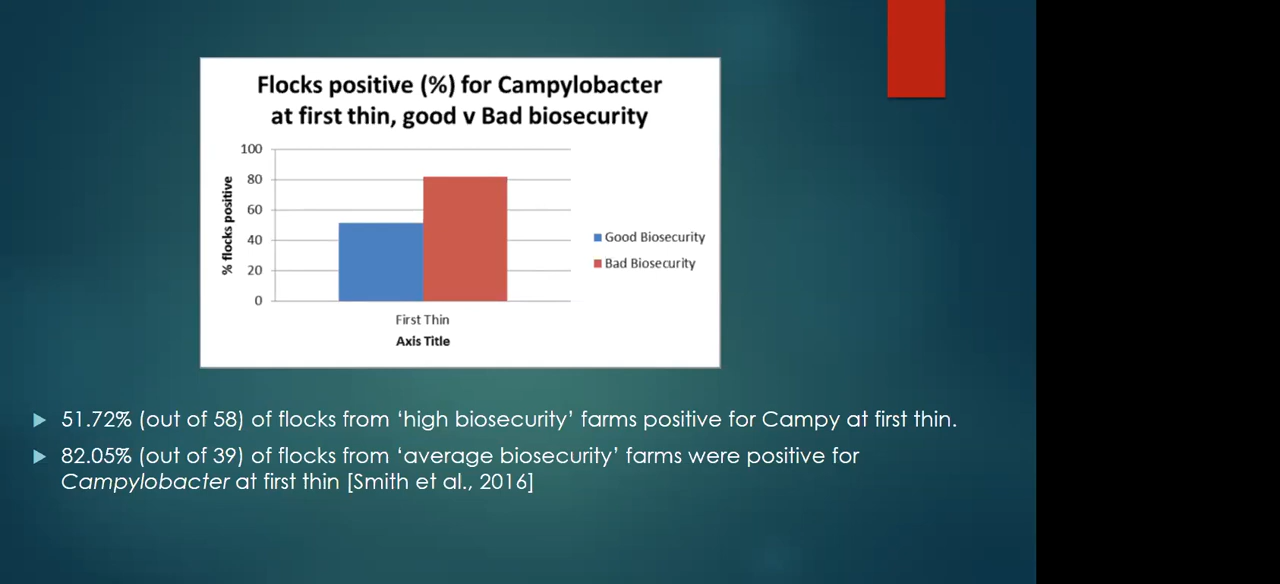 Flocks positive (%) for Campylobacter
at first thin, good v Bad biosecurity
% flocks positive
100
80
60
40
20
0
First Thin
Axis Title
Good Biosecurity
Bad Biosecurity
51.72% (out of 58) of flocks from ‘high biosecurity’ farms positive for Campy at first thin.
82.05% (out of 39) of flocks from ‘average biosecurity’ farms were positive for
Campylobacter at first thin [Smith et al., 2016]